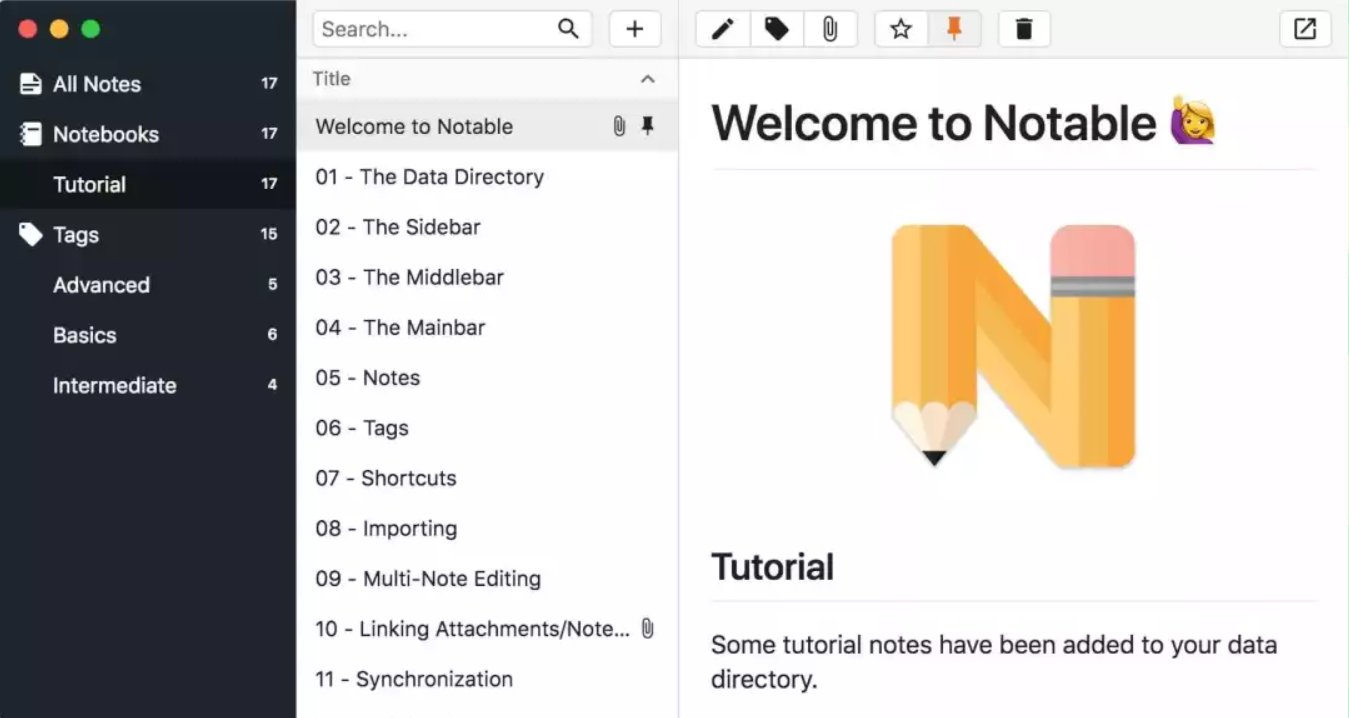 All Notes 17
Notebooks 17
Tutorial 17
Tags 15
Advanced 5
Basics 6
Intermediate 4
Search...
Title
Welcome to Notable
01 - The Data Directory
02 - The Sidebar
03 - The Middlebar
04 - The Mainbar
05 - Notes
06 - Tags
07 - Shortcuts
08 - Importing
09 - Multi-Note Editing
10 - Linking Attachments/Note...
11 - Synchronization
Welcome to Notable 🙋‍♀️
Tutorial
Some tutorial notes have been added to your data
directory.